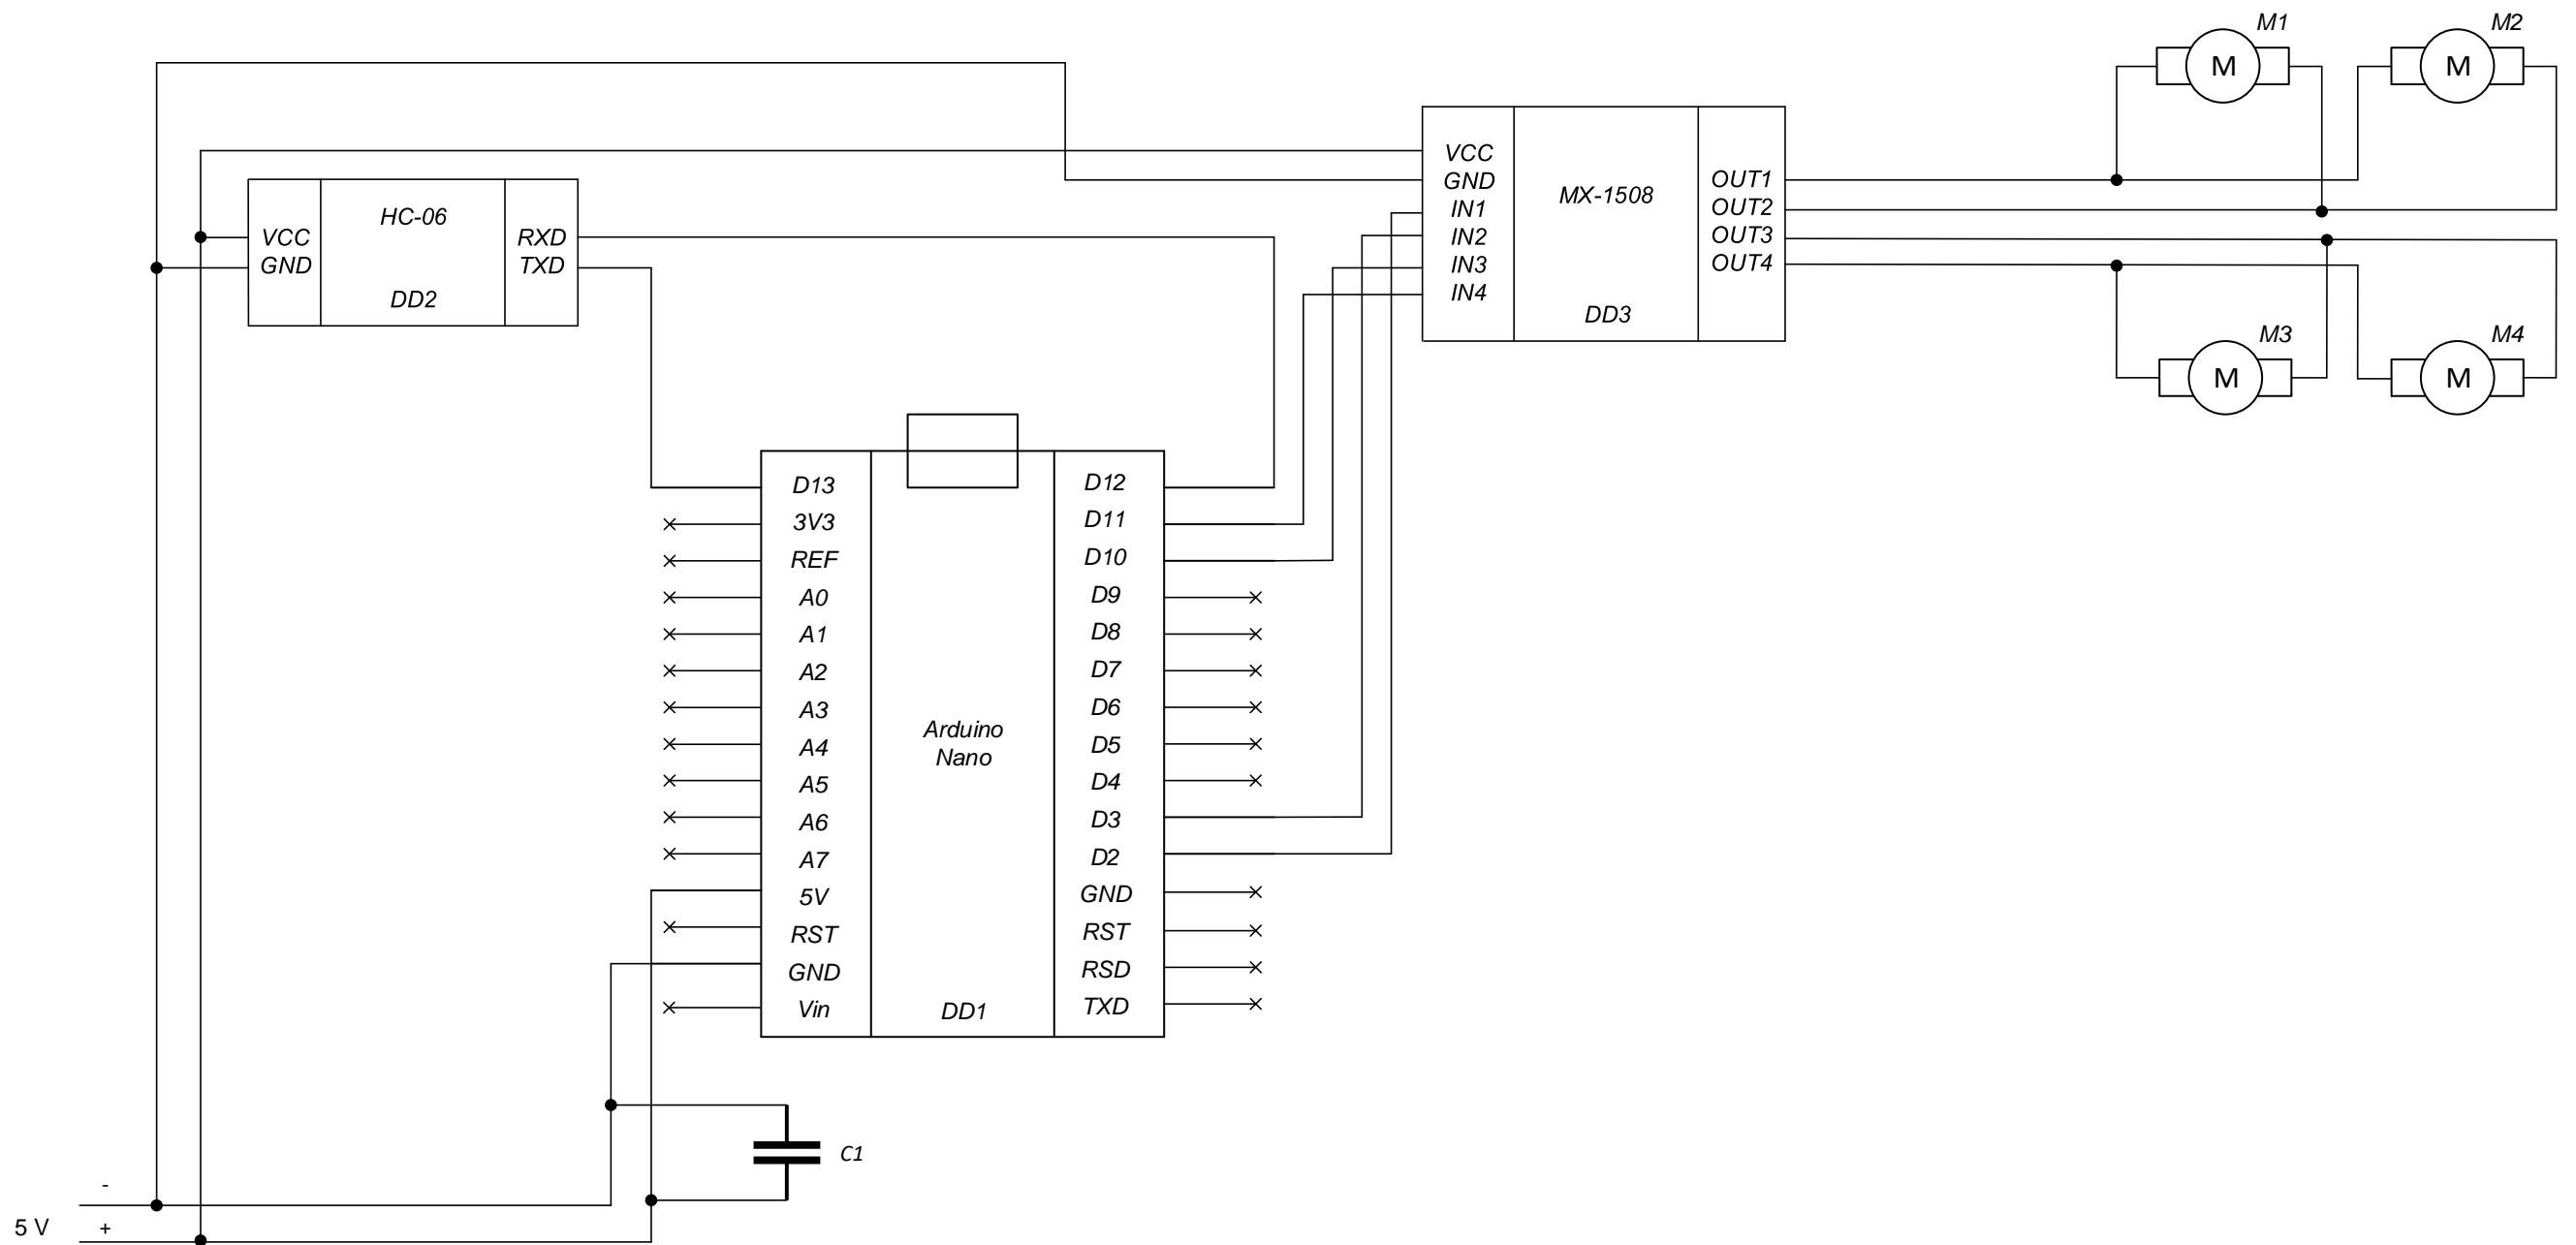 M1
M2
M
M
VCC
GND
IN1
IN2
IN3
IN4
MX-1508
DD3
OUT1
OUT2
OUT3
OUT4
HC-06
VCC
GND
DD2
RXD
TXD
M3
M4
M
M
D13
3V3
REF
A0
A1
A2
A3
A4
A5
A6
A7
5V
RST
GND
Vin
Arduino
Nano
DD1
D12
D11
D10
D9
D8
D7
D6
D5
D4
D3
D2
GND
RST
RSD
TXD
C1
-
5 V
+